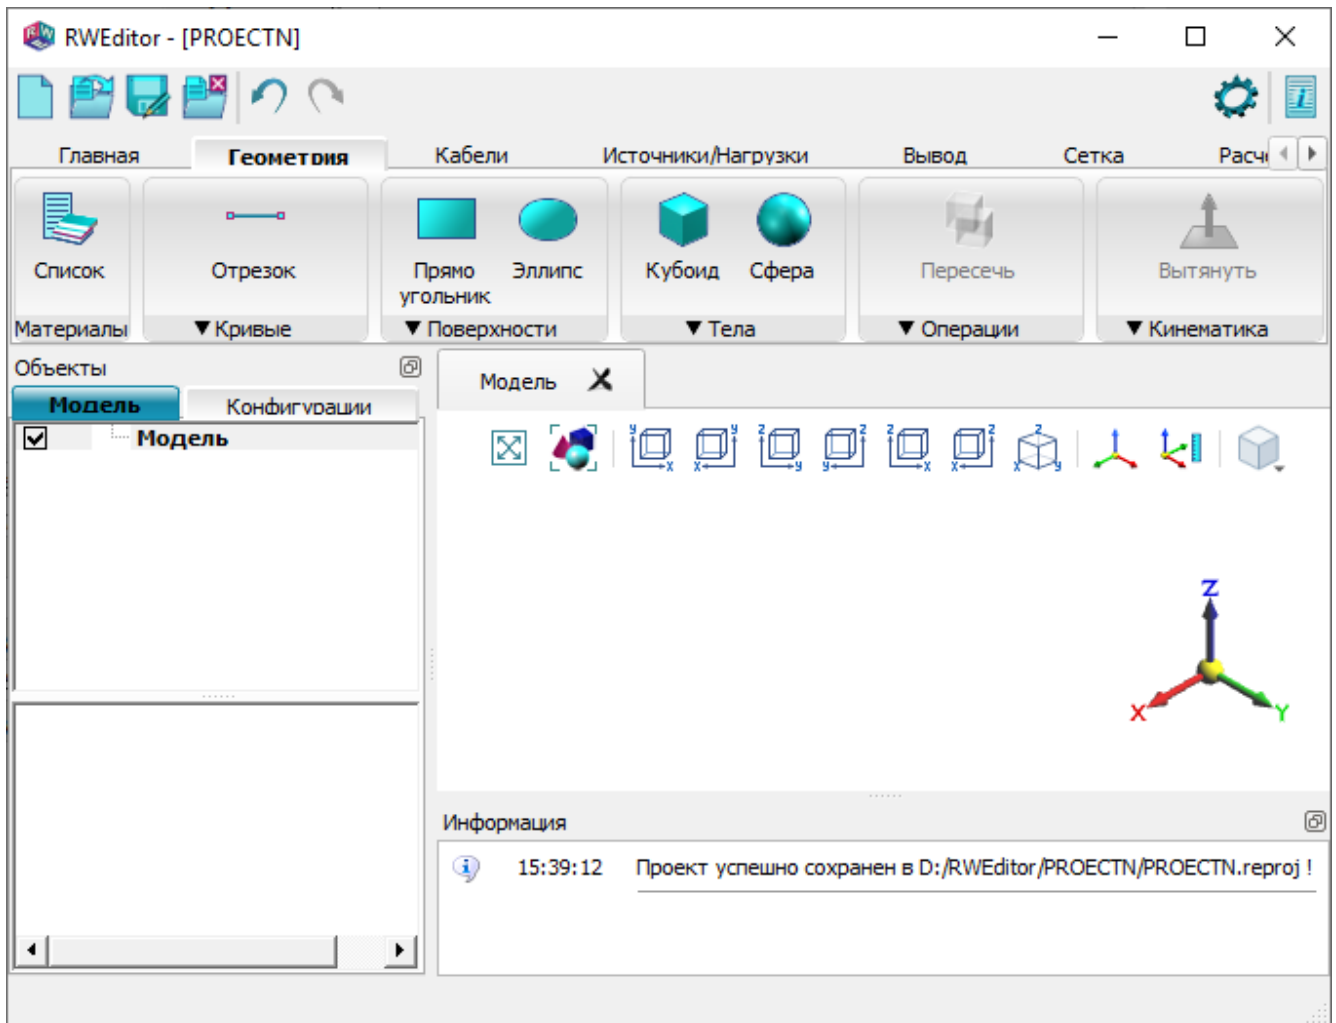 RWEditor - [PROECTN]
Главная Геометрия Кабели Источники/Нагрузки Вывод Сетка Расч
Список Отрезок Прямо Эллипс Кубоид Сфера Пересечь Вытянуть
угольник
Материалы ▼ Кривые ▼ Поверхности ▼ Тела ▼ Операции ▼ Кинематика
Объекты
Модель Конфигурации
Модель
Модель
y x y x z y z y z x z x z x y
Z
X
Y
Информация
15:39:12 Проект успешно сохранен в D:/RWEditor/PROECTN/PROECTN.reproj !